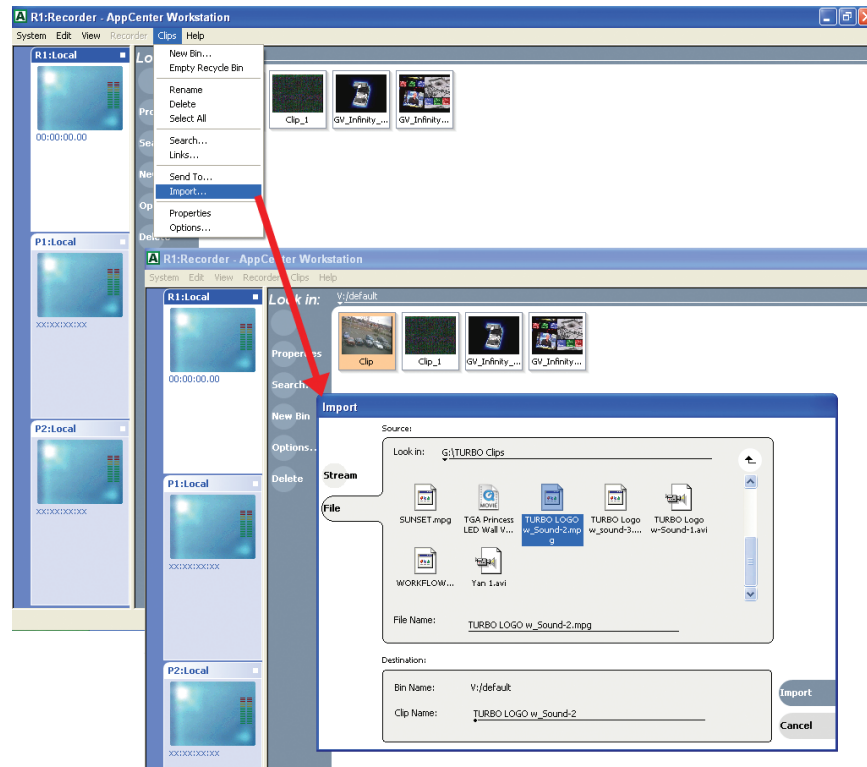 R1:Recorder - AppCenter Workstation
System Edit View Recorder Clips Help
R1:Local
00:00:00.00
P1:Local
xx:xx:xx:xx
P2:Local
xx:xx:xx:xx
New Bin...
Empty Recycle Bin
Rename
Delete
Select All
Search...
Links...
Send To...
Import...
Properties
Options...
Clip_1
GV_Infinity_...
GV_Infinity...
R1:Recorder - AppCenter Workstation
System Edit View Recorder Clips Help
R1:Local
00:00:00.00
P1:Local
xx:xx:xx:xx
P2:Local
xx:xx:xx:xx
Look in: V:/default
Properties
Search...
New Bin
Options...
Delete
Clip
Clip_1
GV_Infinity_...
GV_Infinity...
Import
Source:
Stream
File
Look in: G:\TURBO Clips
SUNSET.mpg
TGA Princess
LED Wall V...
TURBO LOGO
w_Sound-2.mp
g
TURBO Logo
w_sound-3....
TURBO Logo
w-Sound-1.avi
WORKFLOW...
Yan 1.avi
File Name: TURBO LOGO w_Sound-2.mpg
Destination:
Bin Name: V:/default
Clip Name: TURBO LOGO w_Sound-2
Import
Cancel